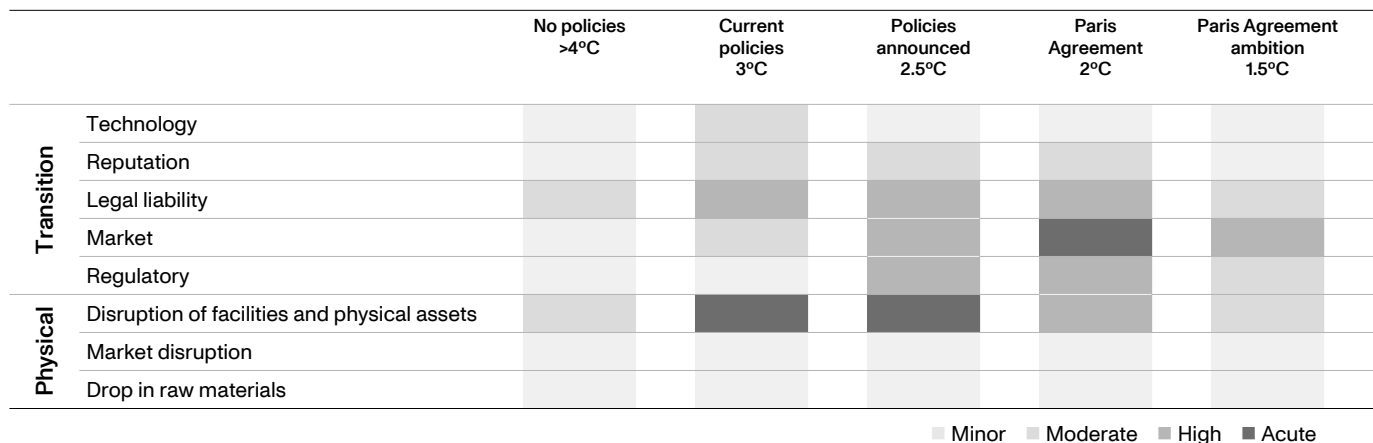 No policies
>4ºC
Current
policies
3ºC
Policies
announced
2.5ºC
Paris
Agreement
2ºC
Paris Agreement
ambition
1.5ºC
Transition
Technology
Reputation
Legal liability
Market
Regulatory
Physical
Disruption of facilities and physical assets
Market disruption
Drop in raw materials
Minor Moderate High Acute